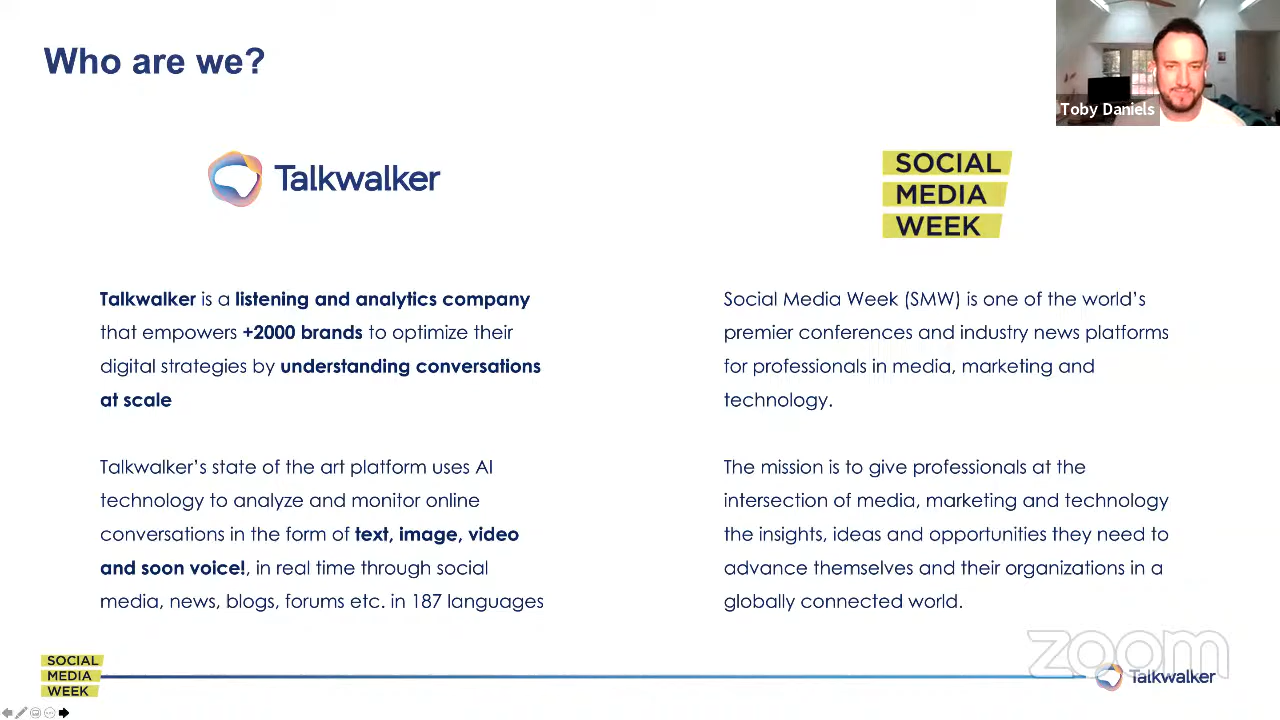 Who are we?
Toby Daniels
Talkwalker
SOCIAL
MEDIA
WEEK
Talkwalker is a listening and analytics company
that empowers +2000 brands to optimize their
digital strategies by understanding conversations
at scale
Talkwalker’s state of the art platform uses AI
technology to analyze and monitor online
conversations in the form of text, image, video
and soon voice!, in real time through social
media, news, blogs, forums etc. in 187 languages
Social Media Week (SMW) is one of the world’s
premier conferences and industry news platforms
for professionals in media, marketing and
technology.
The mission is to give professionals at the
intersection of media, marketing and technology
the insights, ideas and opportunities they need to
advance themselves and their organizations in a
globally connected world.
SOCIAL
MEDIA
WEEK
zoom
Talkwalker